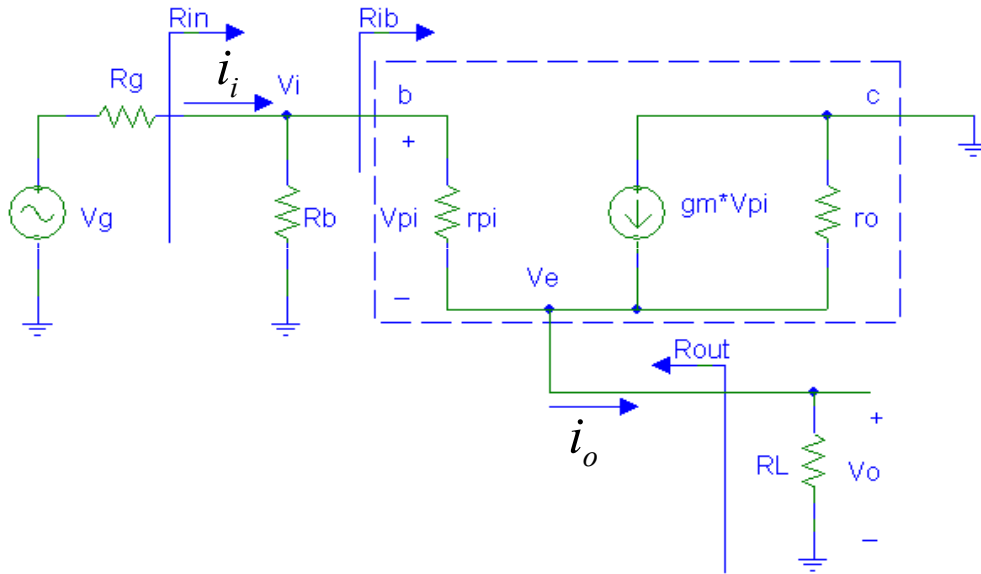 Rin
Rib
i_i
Rg
Vi
b
c
+
Vg
Rb
Vpi
rpi
gm*Vpi
ro
−
Ve
Rout
i_o
+
RL
Vo
−